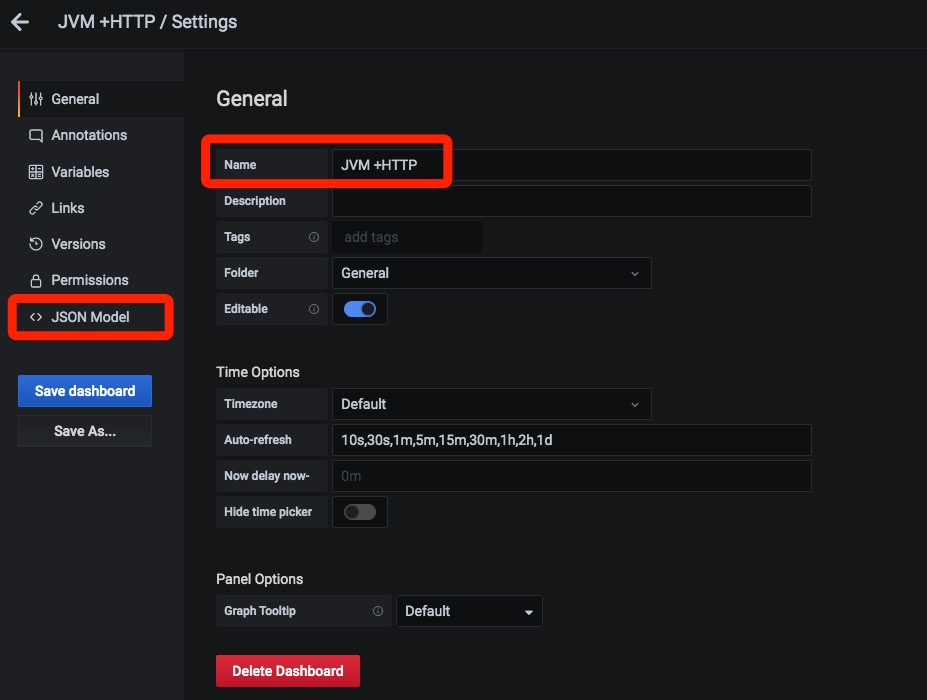 JVM +HTTP / Settings
General
Annotations
Variables
Links
Versions
Permissions
JSON Model
Save dashboard
Save As...
General
Name JVM +HTTP
Description
Tags add tags
Folder General
Editable
Time Options
Timezone Default
Auto-refresh 10s,30s,1m,5m,15m,30m,1h,2h,1d
Now delay now- 0m
Hide time picker
Panel Options
Graph Tooltip Default
Delete Dashboard